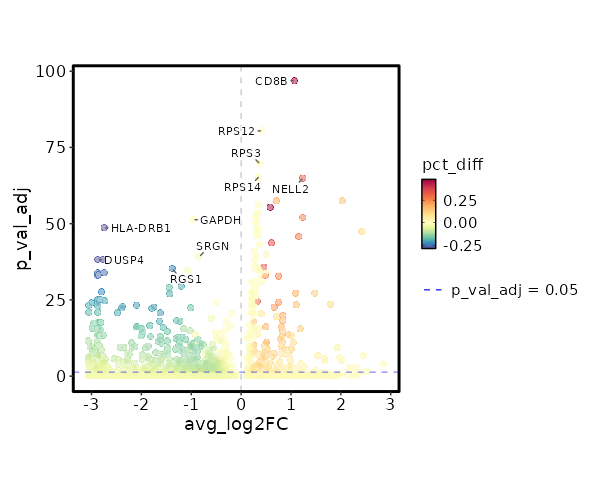 100
75
50
25
0
p_val_adj
CD8B
RPS12
RPS3
RPS14
NELL2
GAPDH
HLA-DRB1
SRGN
DUSP4
RGS1
-3 -2 -1 0 1 2 3
avg_log2FC
pct_diff
0.25
0.00
-0.25
p_val_adj = 0.05